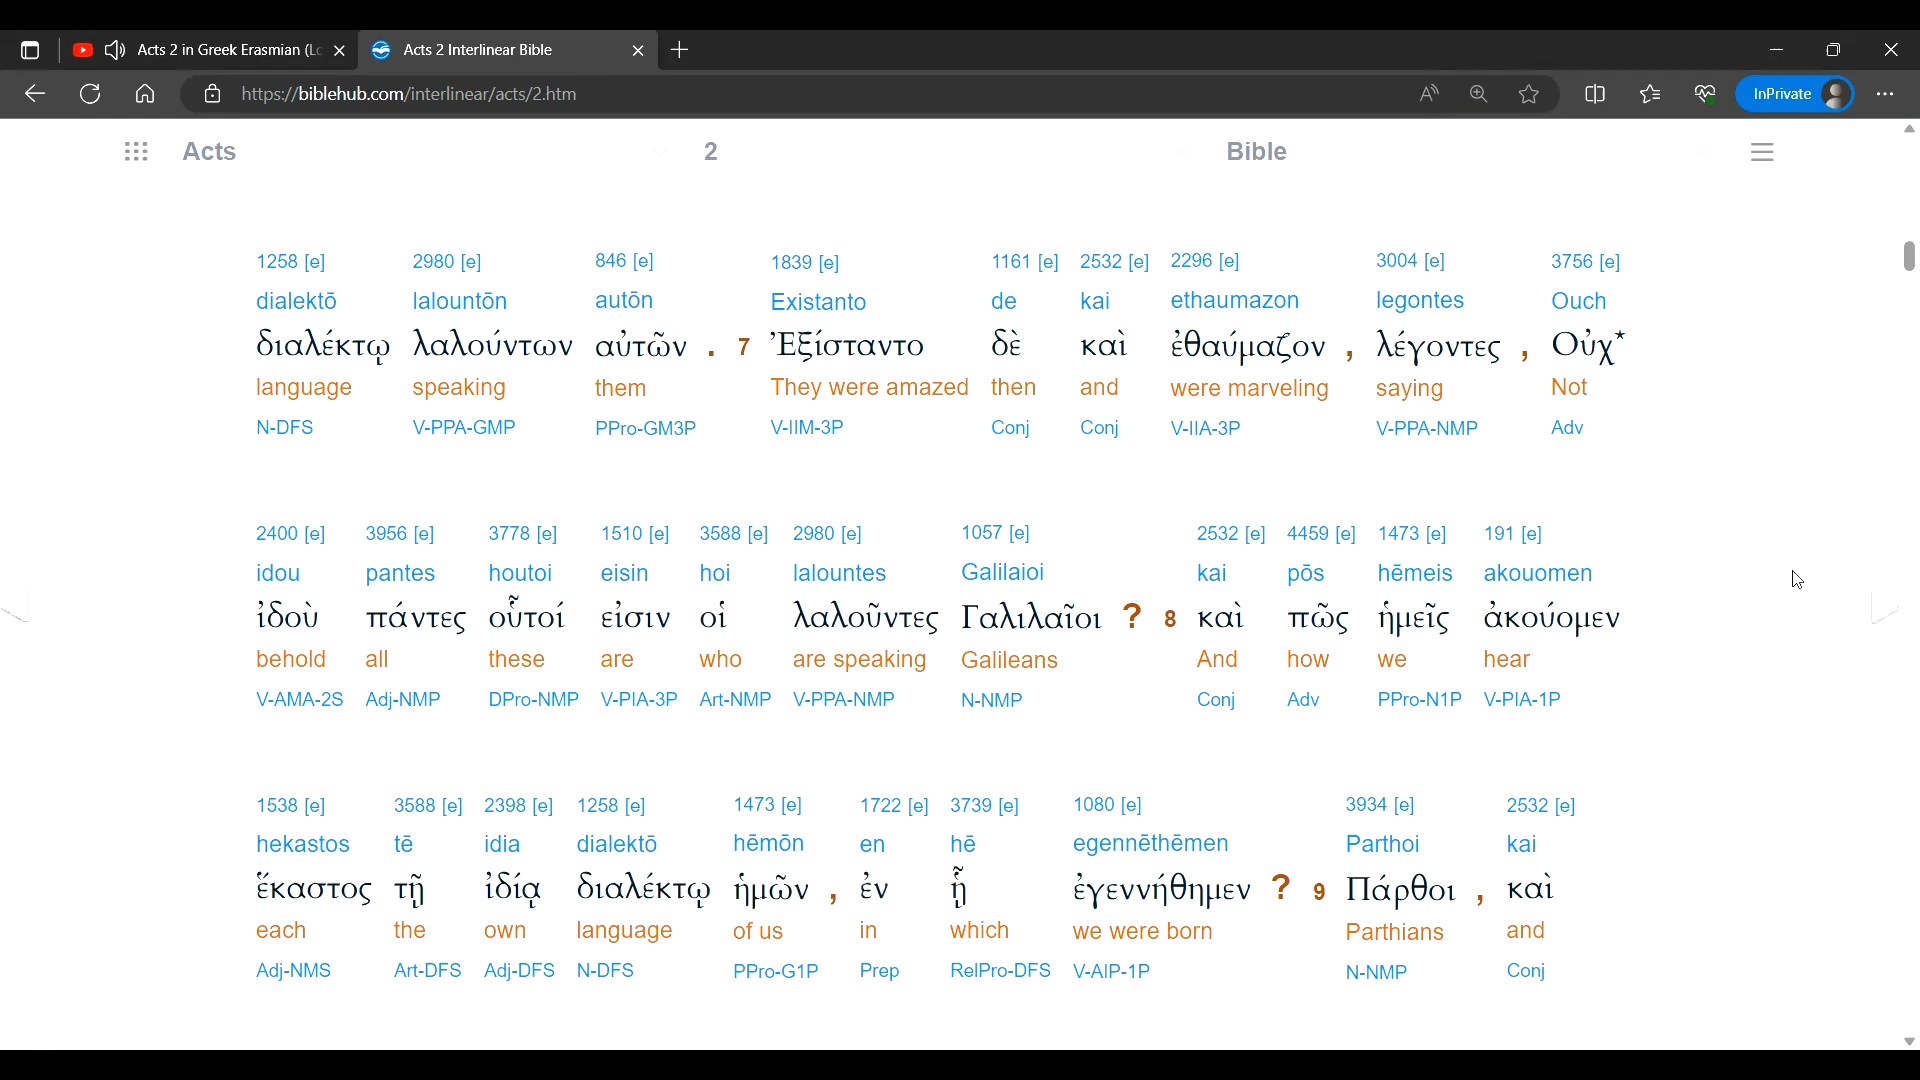 Acts 2 in Greek Erasmian (Lo
Acts 2 Interlinear Bible
https://biblehub.com/interlinear/acts/2.htm
InPrivate
Acts 2 Bible
1258 [e] 2980 [e] 846 [e] 1839 [e] 1161 [e] 2532 [e] 2296 [e] 3004 [e] 3756 [e]
dialektō lalountōn autōn Existanto de kai ethaumazon legontes Ouch
διαλέκτῳ λαλούντων αὐτῶν . 7 Ἐξίσταντο δὲ καὶ ἐθαύμαζον , λέγοντες , Οὐχ*
language speaking them They were amazed then and were marveling saying Not
N-DFS V-PPA-GMP PPro-GM3P V-IIM-3P Conj Conj V-IIA-3P V-PPA-NMP Adv
2400 [e] 3956 [e] 3778 [e] 1510 [e] 3588 [e] 2980 [e] 1057 [e] 2532 [e] 4459 [e] 1473 [e] 191 [e]
idou pantes houtoi eisin hoi lalountes Galilaioi kai pōs hēmeis akouomen
ἰδοὺ πάντες οὗτοί εἰσιν οἱ λαλοῦντες Γαλιλαῖοι ? 8 καὶ πῶς ἡμεῖς ἀκούομεν
behold all these are who are speaking Galileans And how we hear
V-AMA-2S Adj-NMP DPro-NMP V-PIA-3P Art-NMP V-PPA-NMP N-NMP Conj Adv PPro-N1P V-PIA-1P
1538 [e] 3588 [e] 2398 [e] 1258 [e] 1473 [e] 1722 [e] 3739 [e] 1080 [e] 3934 [e] 2532 [e]
hekastos tē idia dialektō hēmōn en hē egennēthēmen Parthoi kai
ἕκαστος τῇ ἰδίᾳ διαλέκτῳ ἡμῶν , ἐν ᾗ ἐγεννήθημεν ? 9 Πάρθοι , καὶ
each the own language of us in which we were born Parthians and
Adj-NMS Art-DFS Adj-DFS N-DFS PPro-G1P Prep RelPro-DFS V-AIP-1P N-NMP Conj